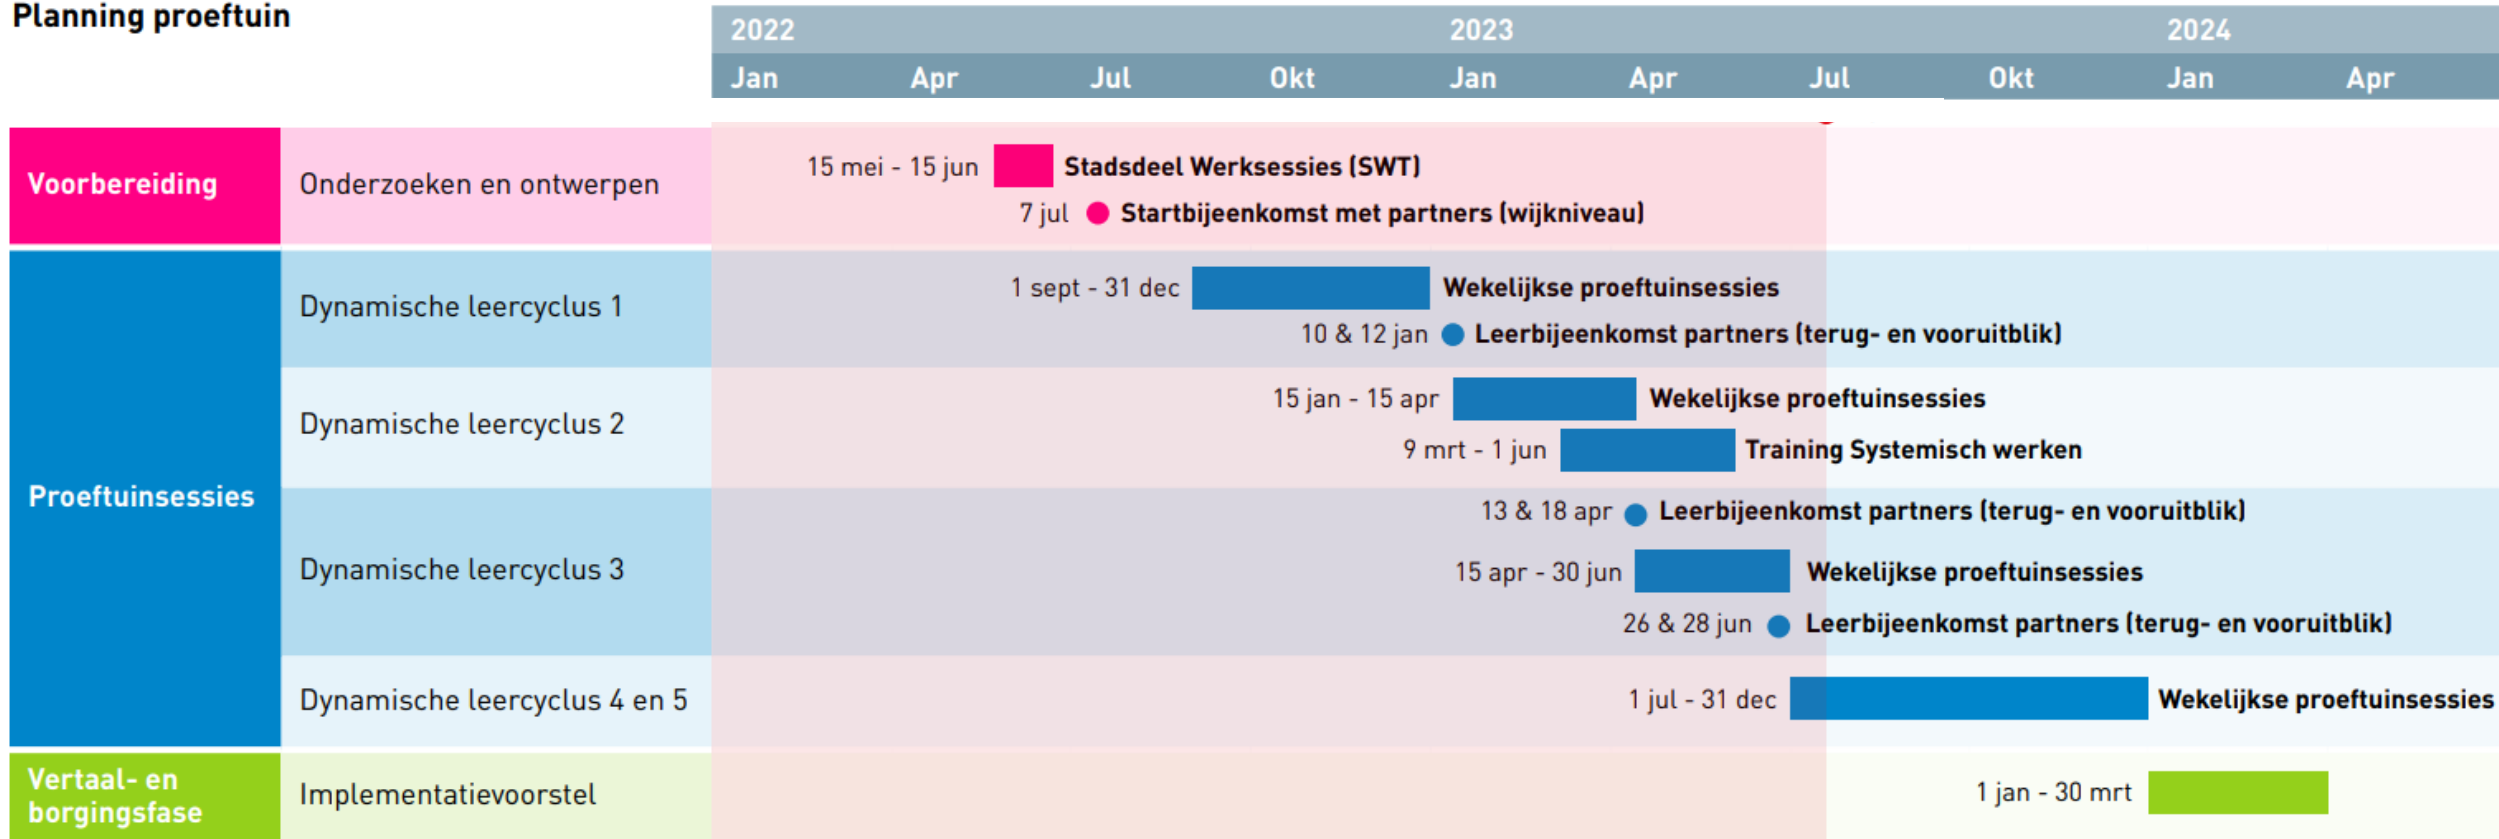 Planning proeftuin
2022 2023 2024
Jan Apr Jul Okt Jan Apr Jul Okt Jan Apr
Voorbereiding
Onderzoeken en ontwerpen
15 mei - 15 jun Stadsdeel Werksessies (SWT)
7 jul Startbijeenkomst met partners (wijkniveau)
Proeftuinsessies
Dynamische leercyclus 1
1 sept - 31 dec Wekelijkse proeftuinsessies
10 & 12 jan Leerbijeenkomst partners (terug- en vooruitblik)
Dynamische leercyclus 2
15 jan - 15 apr Wekelijkse proeftuinsessies
9 mrt - 1 jun Training Systemisch werken
Dynamische leercyclus 3
13 & 18 apr Leerbijeenkomst partners (terug- en vooruitblik)
15 apr - 30 jun Wekelijkse proeftuinsessies
26 & 28 jun Leerbijeenkomst partners (terug- en vooruitblik)
Dynamische leercyclus 4 en 5
1 jul - 31 dec Wekelijkse proeftuinsessies
Vertaal- en
borgingsfase
Implementatievoorstel
1 jan - 30 mrt